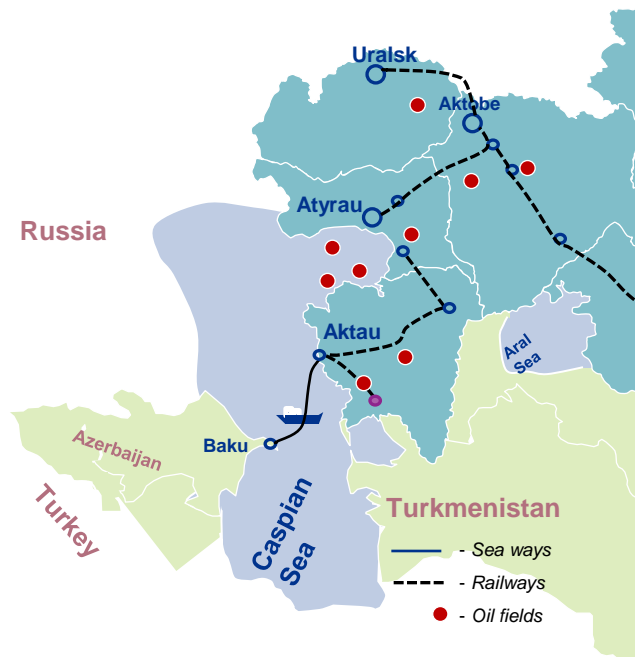 Uralsk
Aktobe
Atyrau
Russia
Aktau
Aral
Sea
Baku
Azerbaijan
Turkey
Caspian
Sea
Turkmenistan
- Sea ways
- Railways
- Oil fields